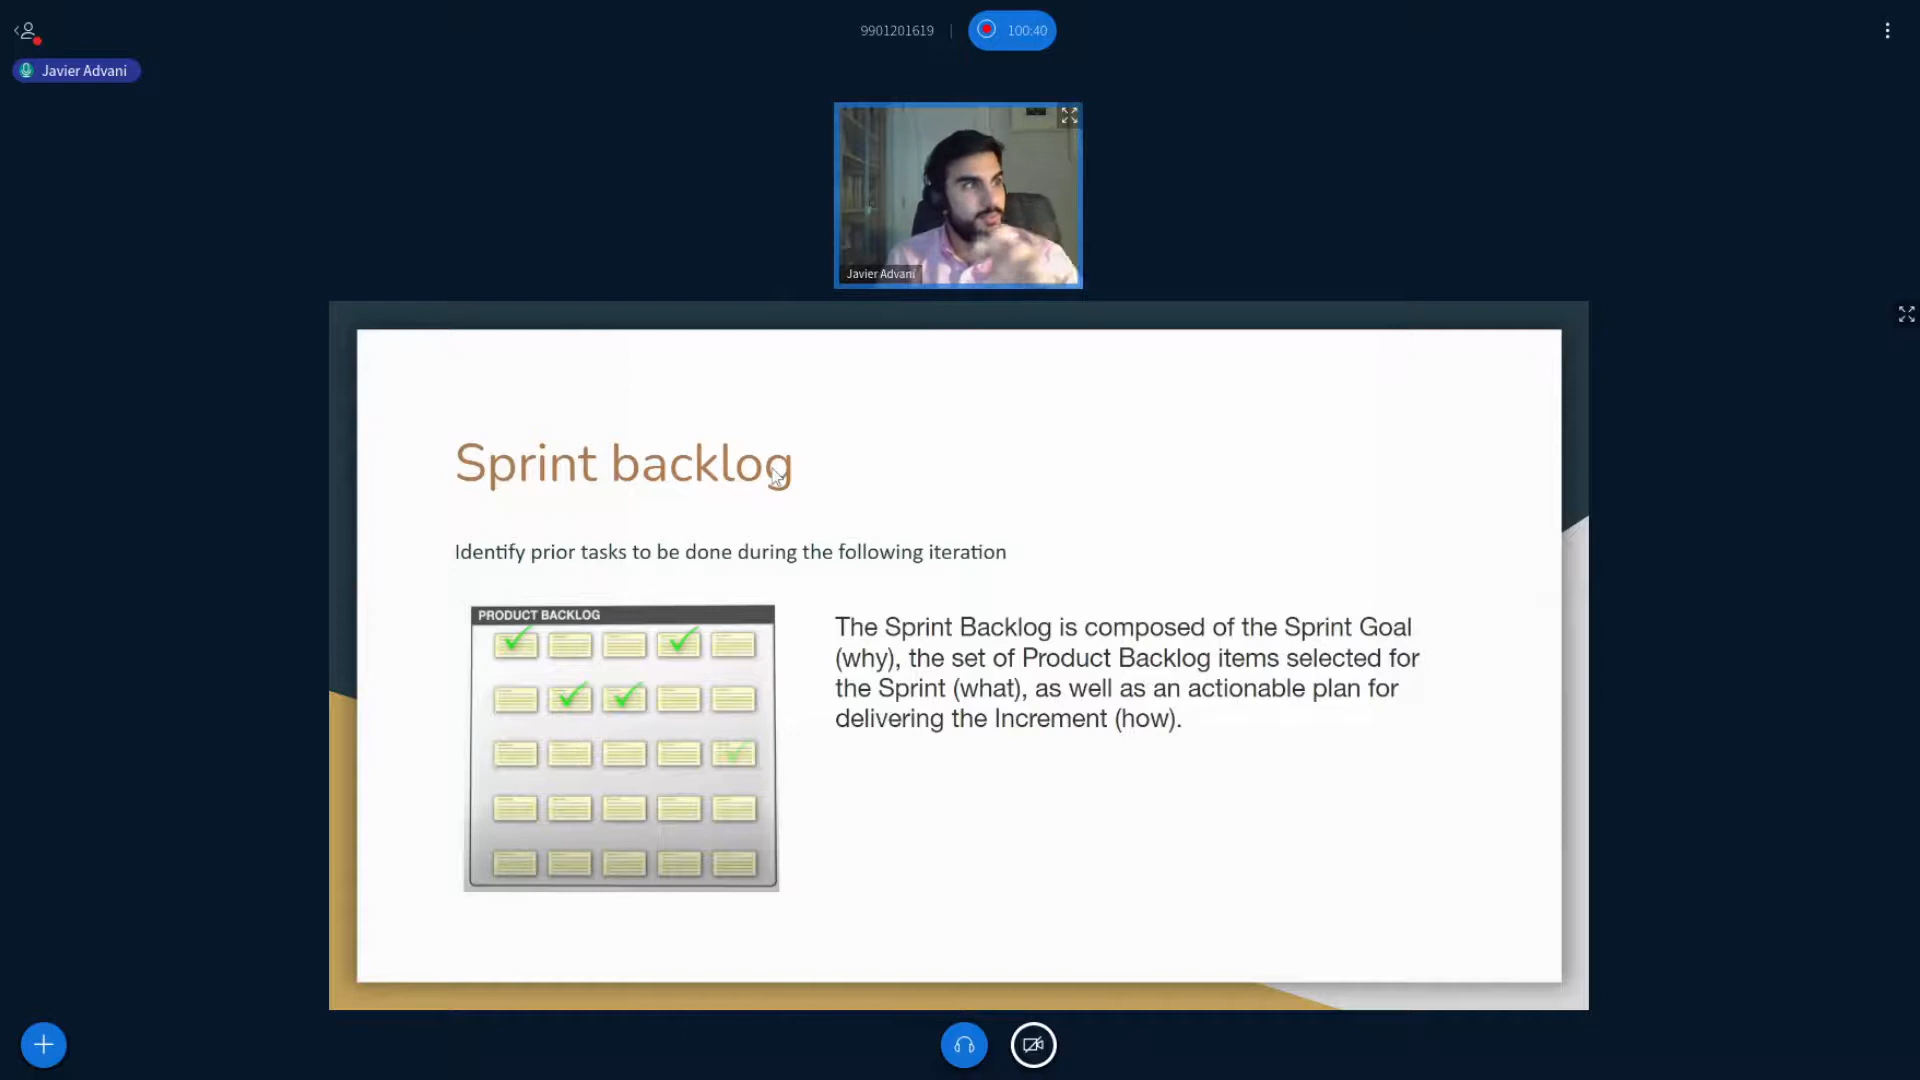 9901201619
100:40
Javier Advani
Javier Advani
Sprint backlog
Identify prior tasks to be done during the following iteration
PRODUCT BACKLOG
The Sprint Backlog is composed of the Sprint Goal
(why), the set of Product Backlog items selected for
the Sprint (what), as well as an actionable plan for
delivering the Increment (how).